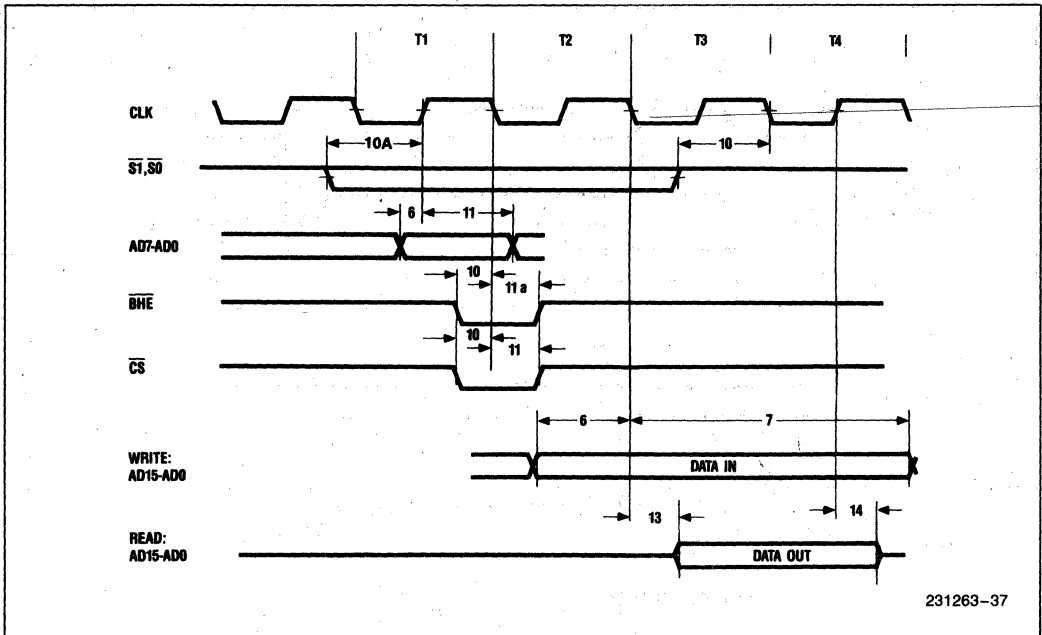 T1 T2 T3 T4
CLK
10A 10
S1,S0
6 11
AD7-AD0
10 11a
BHE
10 11
CS
6 7
WRITE:
AD15-AD0
DATA IN
13 14
READ:
AD15-AD0
DATA OUT
231263-37